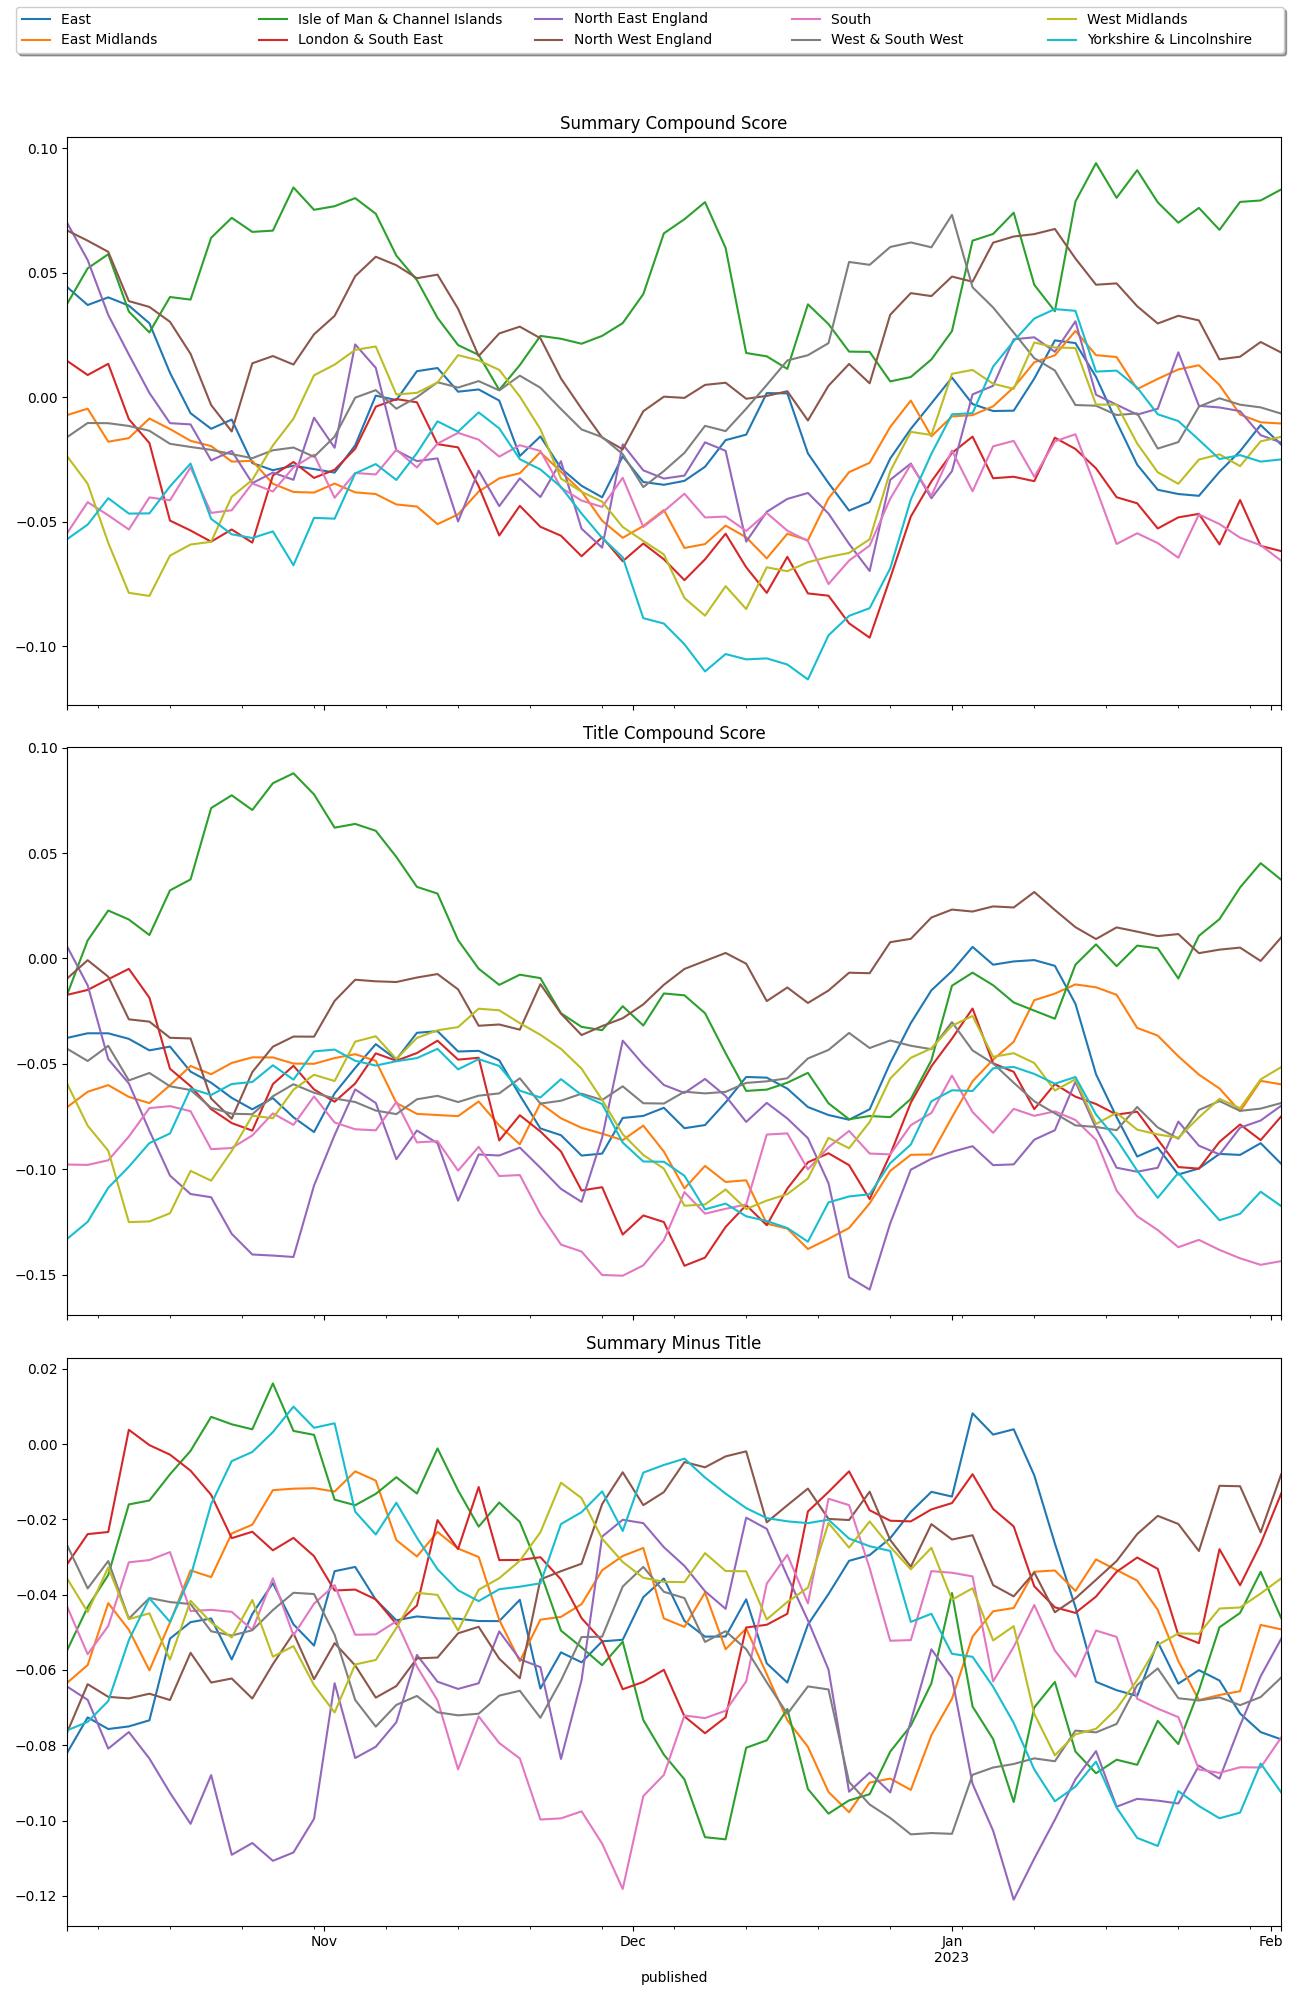 East Isle of Man & Channel Islands North East England South West Midlands
East Midlands London & South East North West England West & South West Yorkshire & Lincolnshire
Summary Compound Score
0.10
0.05
0.00
−0.05
−0.10
Title Compound Score
0.10
0.05
0.00
−0.05
−0.10
−0.15
Summary Minus Title
0.02
0.00
−0.02
−0.04
−0.06
−0.08
−0.10
−0.12
Nov Dec Jan Feb
2023
published